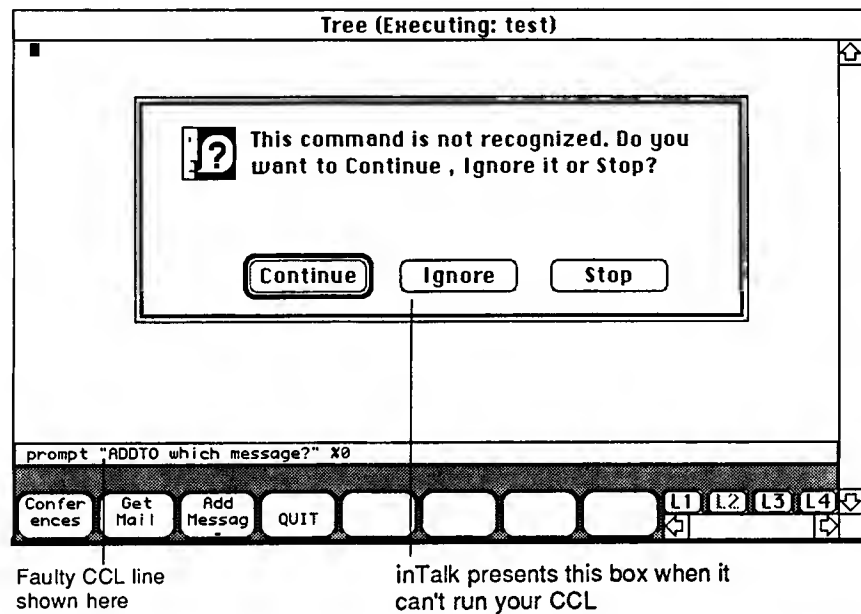 Tree (Executing: test)
This command is not recognized. Do you
want to Continue , Ignore it or Stop?
Continue Ignore Stop
prompt "ADDTO which message?" %0
Confer
ences
Get
Mail
Add
Messag
QUIT
L1 L2 L3 L4
Faulty CCL line
shown here
inTalk presents this box when it
can't run your CCL